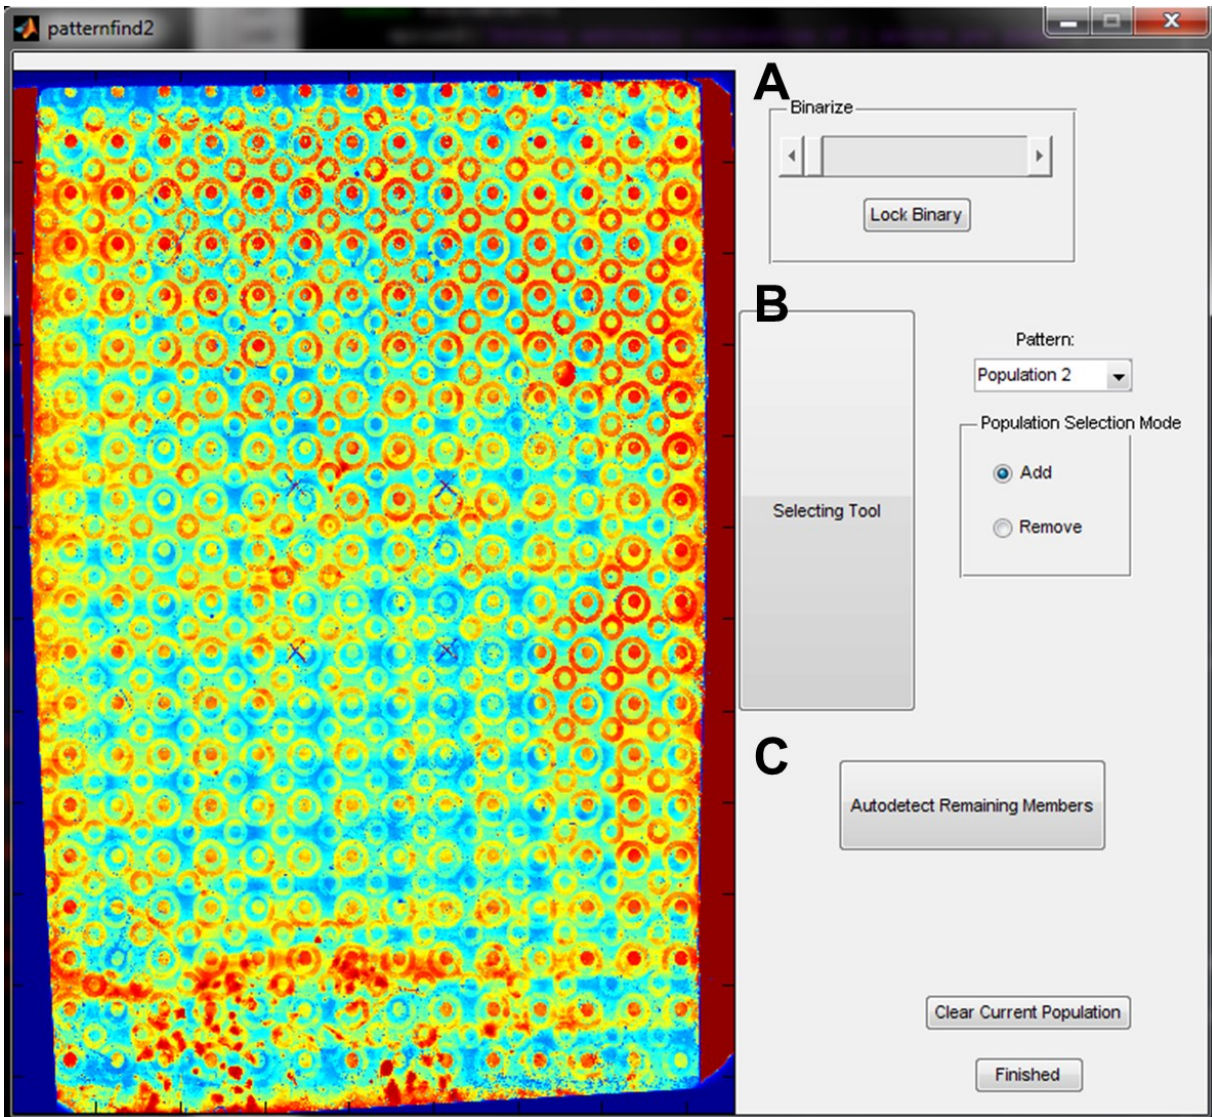 patternfind2
A
Binarize
Lock Binary
B
Pattern:
Population 2
Population Selection Mode
Add
Selecting Tool
Remove
C
Autodetect Remaining Members
Clear Current Population
Finished